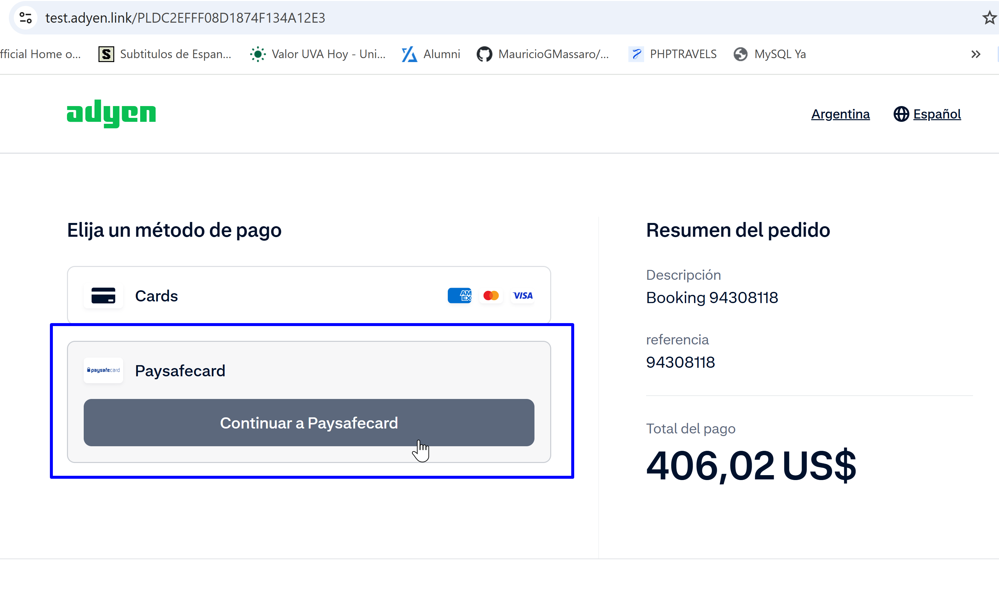 test.adyen.link/PLDC2EFFF08D1874F134A12E3
fficial Home o...
S Subtitulos de Espan...
Valor UVA Hoy - Uni...
Alumni
MauricioGMassaro/...
PHPTRAVELS
MySQL Ya
adyen
Argentina
Español
Elija un método de pago
Cards
AM
EX
VISA
paysafecard
Paysafecard
Continuar a Paysafecard
Resumen del pedido
Descripción
Booking 94308118
referencia
94308118
Total del pago
406,02 US$